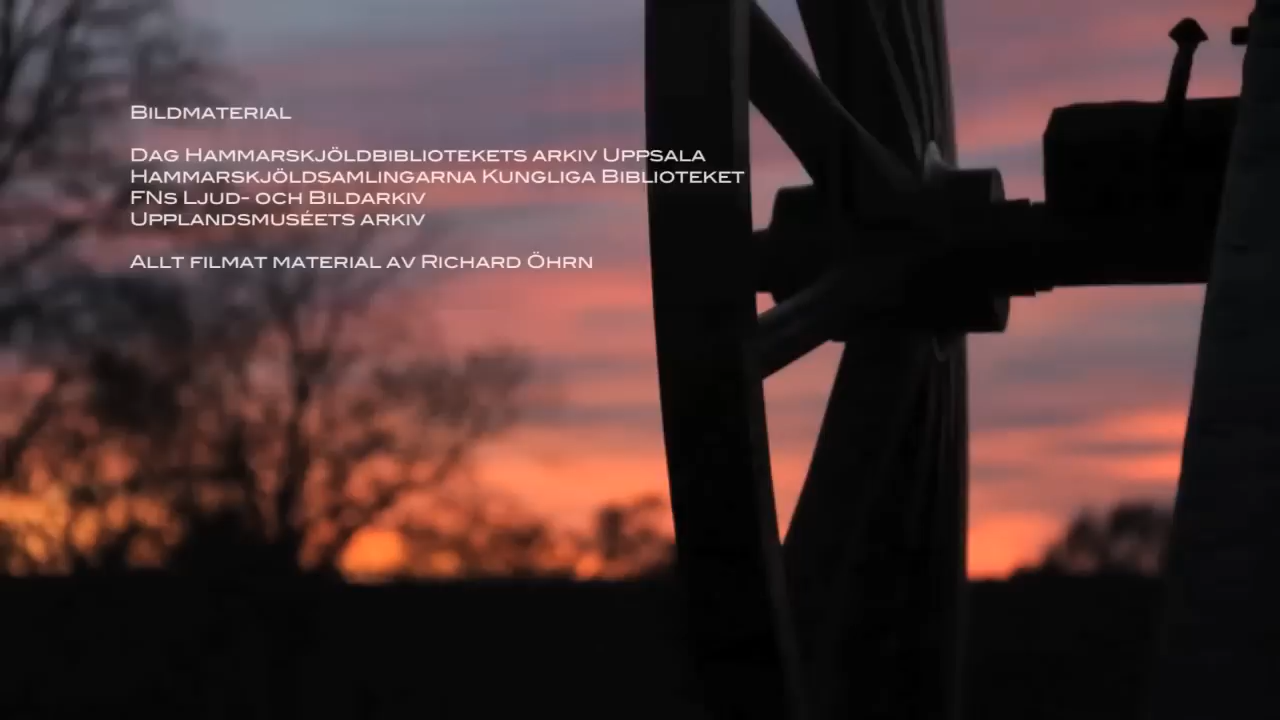 Bildmaterial
Dag Hammarskjöldbibliotekets arkiv Uppsala
Hammarskjöldsamlingarna Kungliga Biblioteket
FNs Ljud- och Bildarkiv
Upplandsmuséets arkiv
Allt filmat material av Richard Öhrn